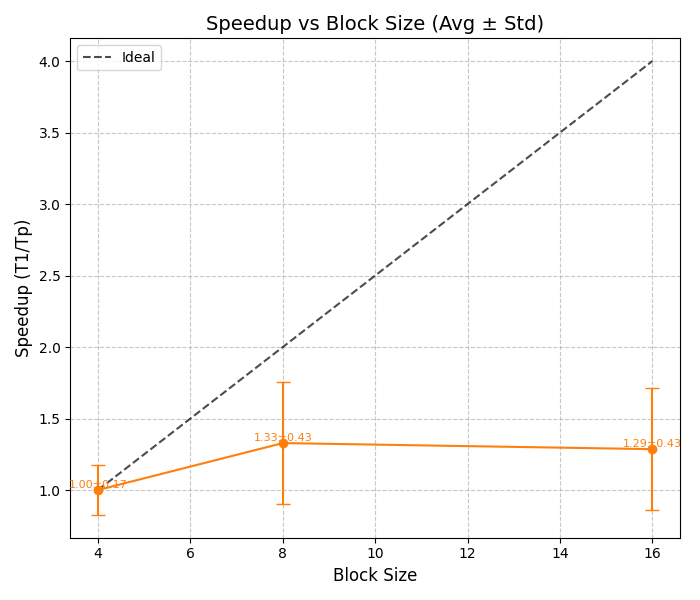 Speedup vs Block Size (Avg ± Std)
Ideal
4.0
3.5
3.0
2.5
2.0
1.5
1.0
Speedup (T1/Tp)
1.00±0.17
1.33±0.43
1.29±0.43
4 6 8 10 12 14 16
Block Size